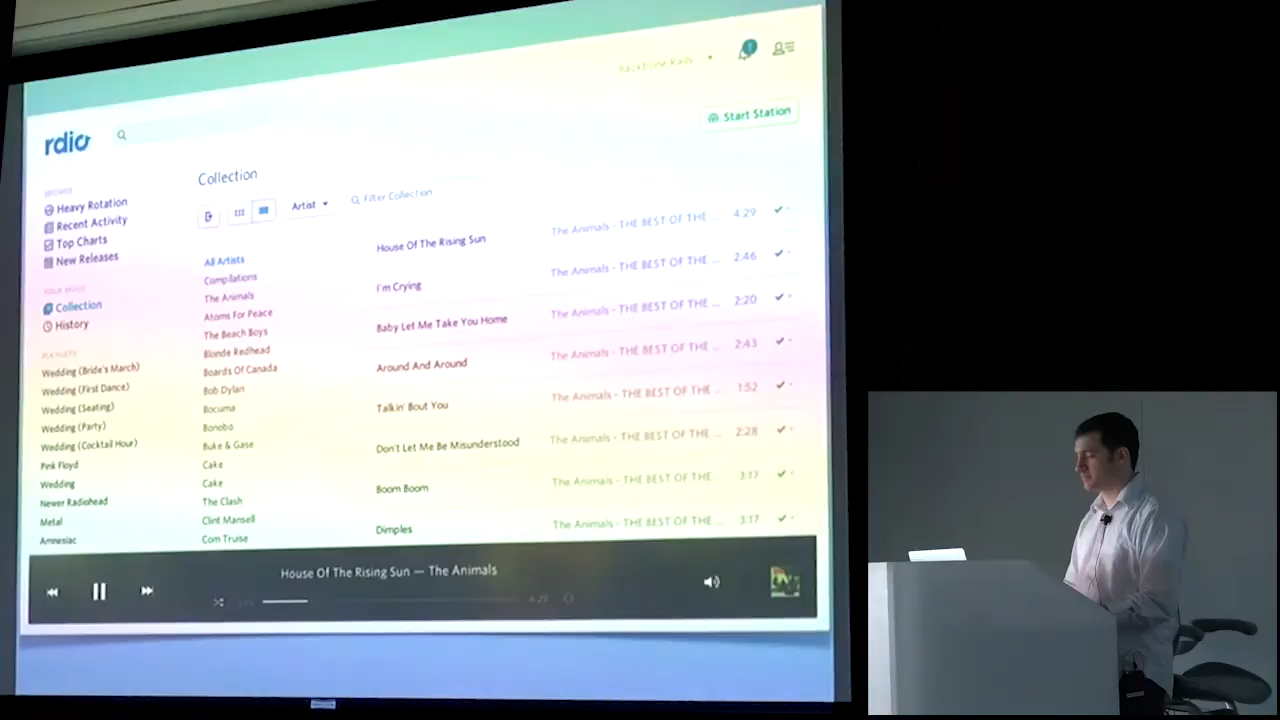 Backbone Rails
rdio
Start Station
Collection
Artist
Filter Collection
BROWSE
Heavy Rotation
Recent Activity
Top Charts
New Releases
YOUR MUSIC
Collection
History
PLAYLISTS
Wedding (Bride's March)
Wedding (First Dance)
Wedding (Seating)
Wedding (Party)
Wedding (Cocktail Hour)
Pink Floyd
Wedding
Newer Radiohead
Metal
Amnesiac
All Artists
Compilations
The Animals
Atoms For Peace
The Beach Boys
Blonde Redhead
Boards Of Canada
Bob Dylan
Bocuma
Bonobo
Buke & Gase
Cake
Cake
The Clash
Clint Mansell
Com Truise
House Of The Rising Sun The Animals - THE BEST OF THE ... 4:29
I'm Crying The Animals - THE BEST OF THE ... 2:46
Baby Let Me Take You Home The Animals - THE BEST OF THE ... 2:20
Around And Around The Animals - THE BEST OF THE ... 2:43
Talkin' Bout You The Animals - THE BEST OF THE ... 1:52
Don't Let Me Be Misunderstood The Animals - THE BEST OF THE ... 2:28
Boom Boom The Animals - THE BEST OF THE ... 3:17
Dimples The Animals - THE BEST OF THE ... 3:17
House Of The Rising Sun — The Animals